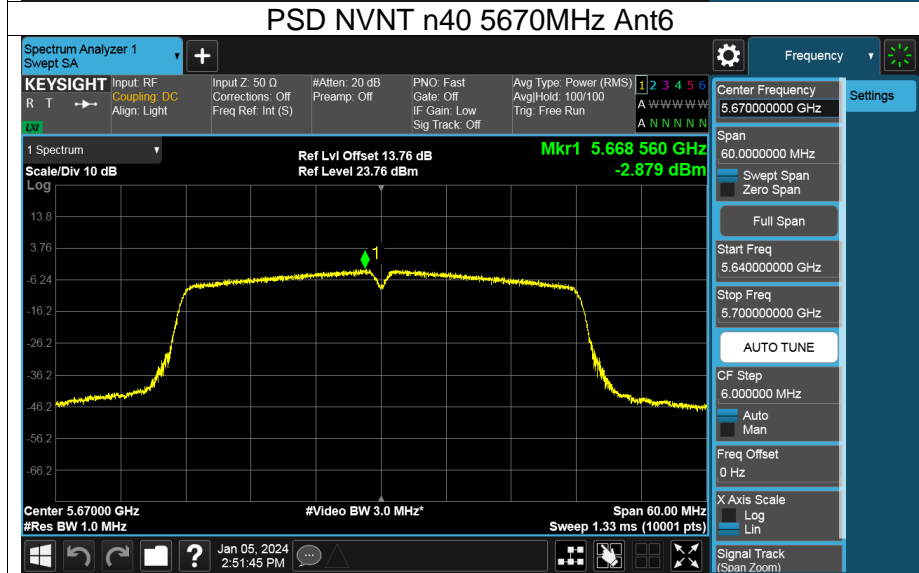 PSD NVNT n40 5670MHz Ant6
Spectrum Analyzer 1
Swept SA
+
Frequency
KEYSIGHT
R T
LXI
Input: RF
Coupling: DC
Align: Light
Input Z: 50 Ω
Corrections: Off
Freq Ref: Int (S)
#Atten: 20 dB
Preamp: Off
PNO: Fast
Gate: Off
IF Gain: Low
Sig Track: Off
Avg Type: Power (RMS)
Avg|Hold: 100/100
Trig: Free Run
1 2 3 4 5 6
A W W W W W
A N N N N N
Center Frequency
5.670000000 GHz
Settings
Span
60.0000000 MHz
Swept Span
Zero Span
Full Span
Start Freq
5.640000000 GHz
Stop Freq
5.700000000 GHz
AUTO TUNE
CF Step
6.000000 MHz
Auto
Man
Freq Offset
0 Hz
X Axis Scale
Log
Lin
Signal Track
(Span Zoom)
1 Spectrum
Scale/Div 10 dB
Log
Ref Lvl Offset 13.76 dB
Ref Level 23.76 dBm
Mkr1 5.668 560 GHz
-2.879 dBm
1
13.8
3.76
-6.24
-16.2
-26.2
-36.2
-46.2
-56.2
-66.2
Center 5.67000 GHz
#Res BW 1.0 MHz
#Video BW 3.0 MHz*
Span 60.00 MHz
Sweep 1.33 ms (10001 pts)
?
Jan 05, 2024
2:51:45 PM